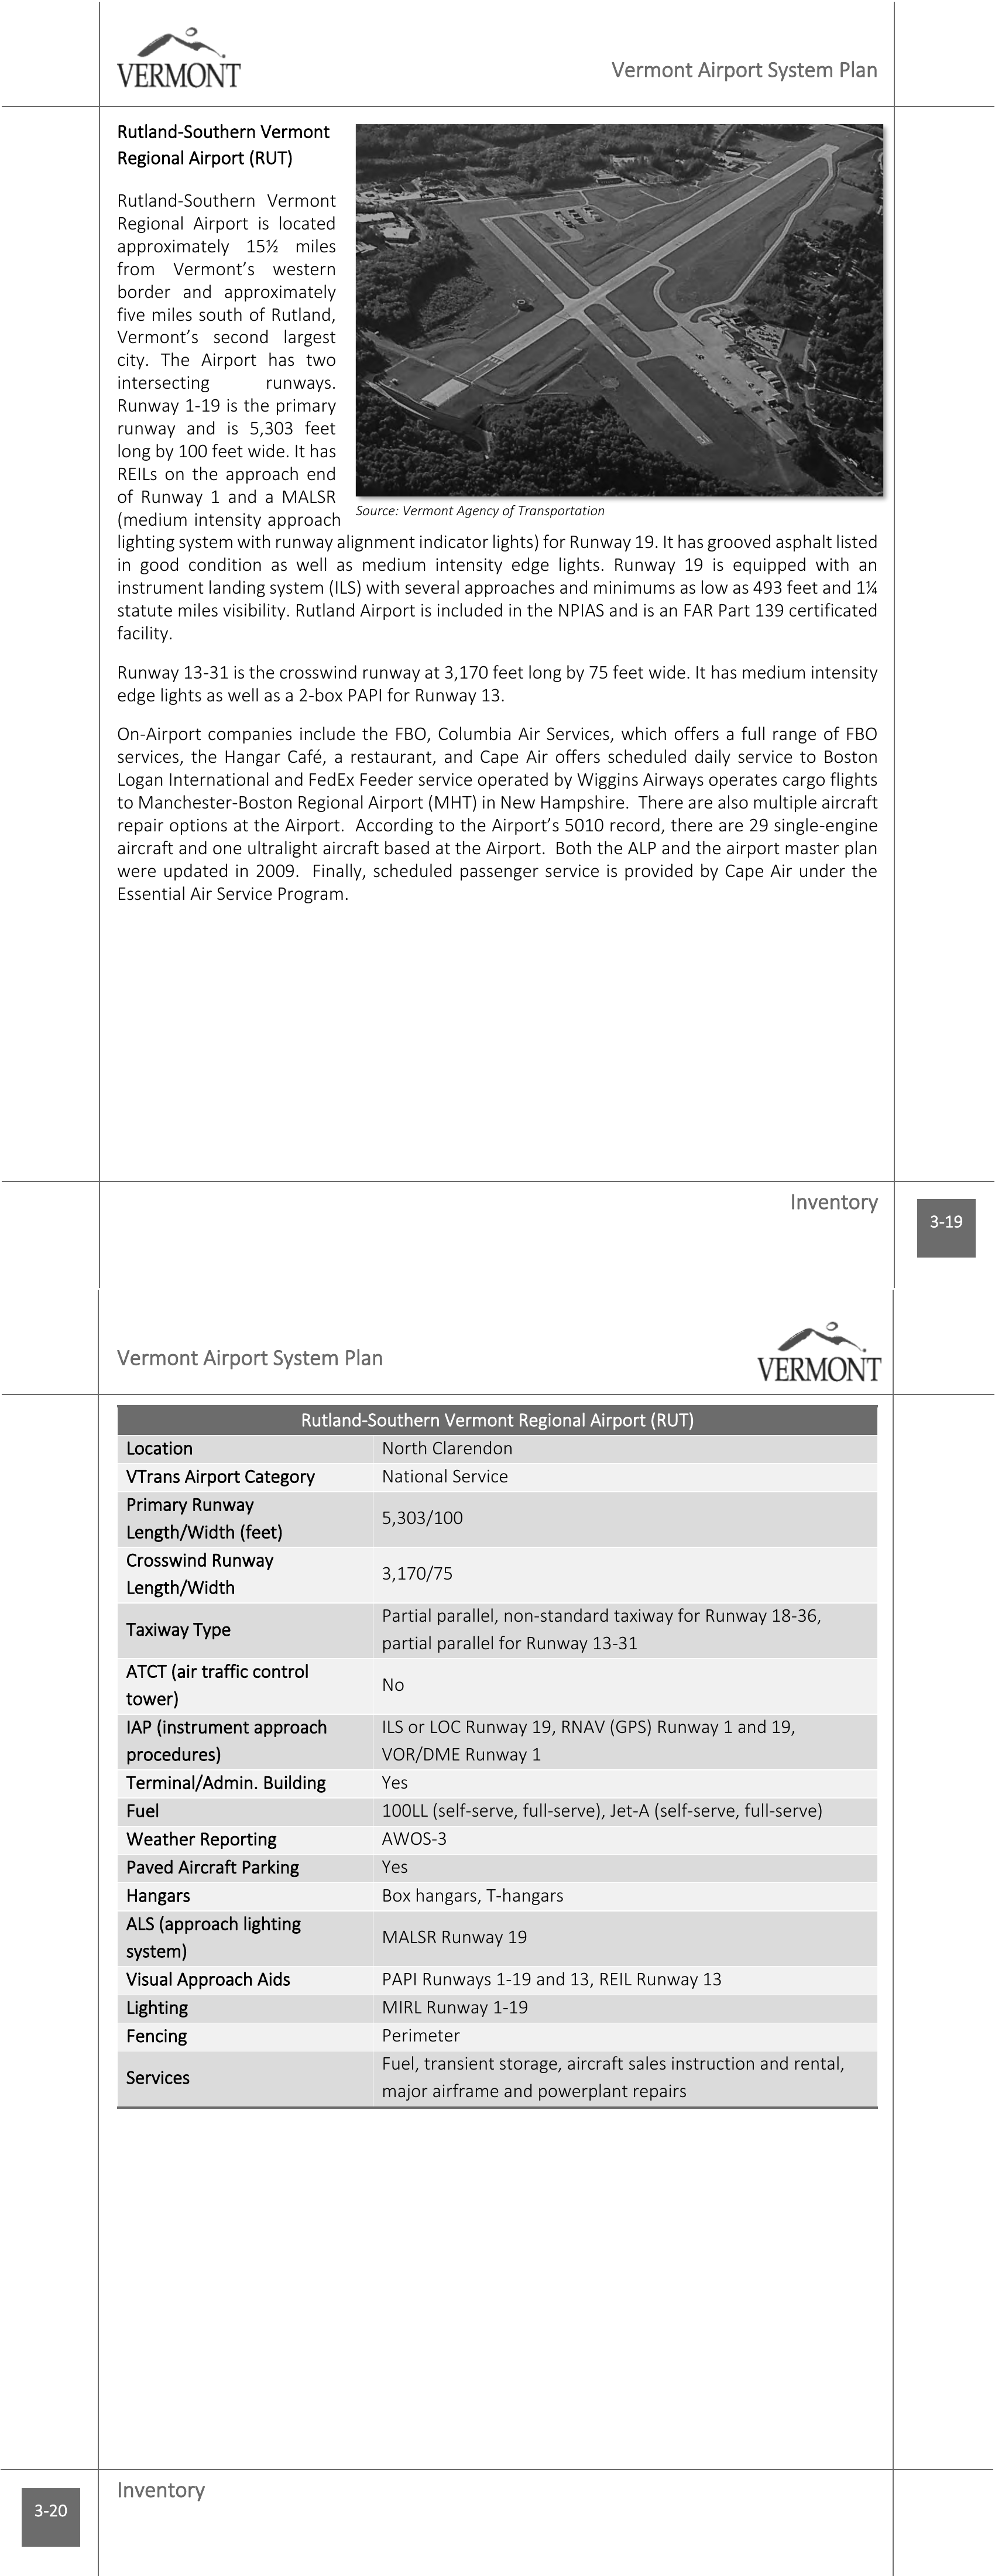 VERMONT
Vermont Airport System Plan
Rutland-Southern Vermont
Regional Airport (RUT)
Rutland-Southern Vermont
Regional Airport is located
approximately 15½ miles
from Vermont’s western
border and approximately
five miles south of Rutland,
Vermont’s second largest
city. The Airport has two
intersecting runways.
Runway 1-19 is the primary
runway and is 5,303 feet
long by 100 feet wide. It has
REILs on the approach end
of Runway 1 and a MALSR
(medium intensity approach
Source: Vermont Agency of Transportation
lighting system with runway alignment indicator lights) for Runway 19. It has grooved asphalt listed
in good condition as well as medium intensity edge lights. Runway 19 is equipped with an
instrument landing system (ILS) with several approaches and minimums as low as 493 feet and 1¼
statute miles visibility. Rutland Airport is included in the NPIAS and is an FAR Part 139 certificated
facility.
Runway 13-31 is the crosswind runway at 3,170 feet long by 75 feet wide. It has medium intensity
edge lights as well as a 2-box PAPI for Runway 13.
On-Airport companies include the FBO, Columbia Air Services, which offers a full range of FBO
services, the Hangar Café, a restaurant, and Cape Air offers scheduled daily service to Boston
Logan International and FedEx Feeder service operated by Wiggins Airways operates cargo flights
to Manchester-Boston Regional Airport (MHT) in New Hampshire. There are also multiple aircraft
repair options at the Airport. According to the Airport’s 5010 record, there are 29 single-engine
aircraft and one ultralight aircraft based at the Airport. Both the ALP and the airport master plan
were updated in 2009. Finally, scheduled passenger service is provided by Cape Air under the
Essential Air Service Program.
Inventory
3-19
Vermont Airport System Plan
VERMONT
Rutland-Southern Vermont Regional Airport (RUT)
Location North Clarendon
VTrans Airport Category National Service
Primary Runway
Length/Width (feet) 5,303/100
Crosswind Runway
Length/Width 3,170/75
Taxiway Type Partial parallel, non-standard taxiway for Runway 18-36,
partial parallel for Runway 13-31
ATCT (air traffic control
tower) No
IAP (instrument approach
procedures) ILS or LOC Runway 19, RNAV (GPS) Runway 1 and 19,
VOR/DME Runway 1
Terminal/Admin. Building Yes
Fuel 100LL (self-serve, full-serve), Jet-A (self-serve, full-serve)
Weather Reporting AWOS-3
Paved Aircraft Parking Yes
Hangars Box hangars, T-hangars
ALS (approach lighting
system) MALSR Runway 19
Visual Approach Aids PAPI Runways 1-19 and 13, REIL Runway 13
Lighting MIRL Runway 1-19
Fencing Perimeter
Services Fuel, transient storage, aircraft sales instruction and rental,
major airframe and powerplant repairs
Inventory
3-20